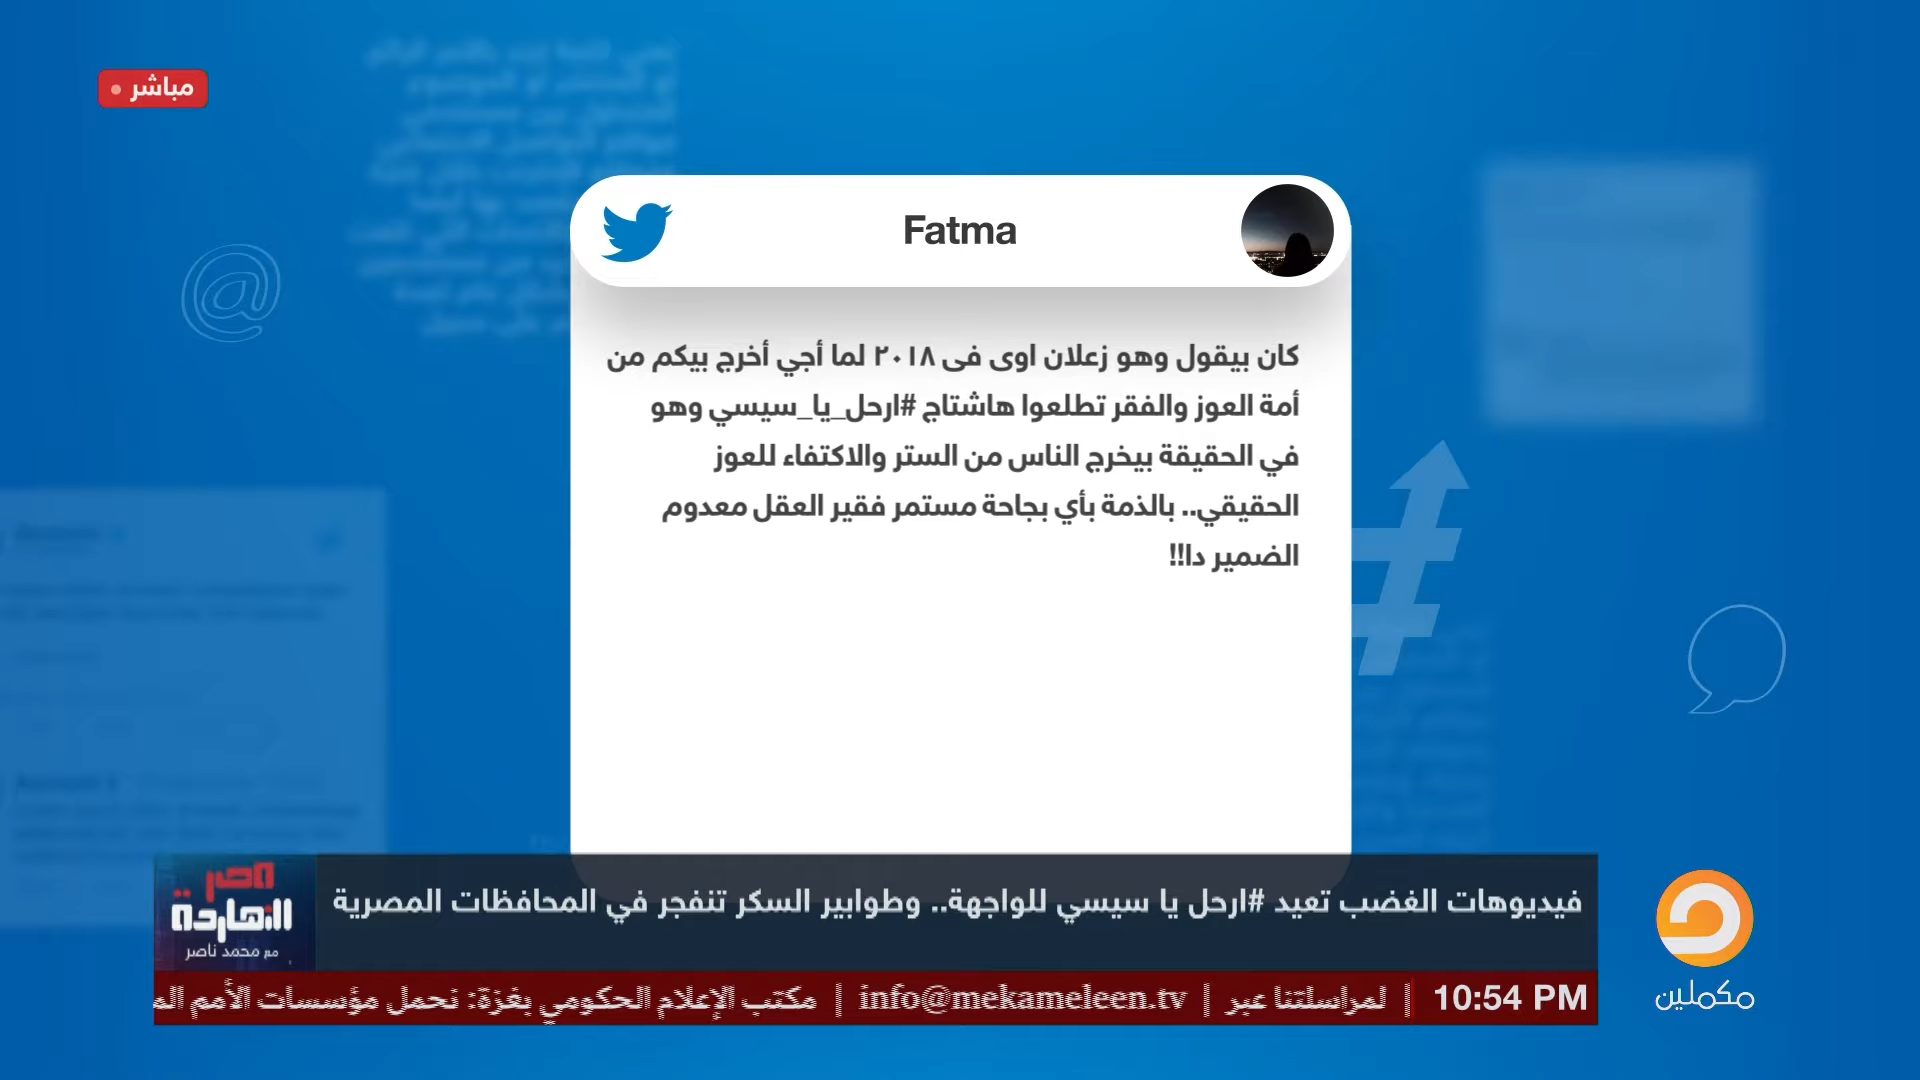 مباشر
Fatma
كان بيقول وهو زعلان اوى فى ٢٠١٨ لما أجي أخرج بيكم من
أمة العوز والفقر تطلعوا هاشتاج #ارحل_يا_سيسي وهو
في الحقيقة بيخرج الناس من الستر والاكتفاء للعوز
الحقيقي.. بالذمة بأي بجاحة مستمر فقير العقل معدوم
الضمير دا!!
مصر
النهاردة
مع محمد ناصر
فيديوهات الغضب تعيد #ارحل يا سيسي للواجهة.. وطوابير السكر تنفجر في المحافظات المصرية
10:54 PM | لمراسلتنا عبر | info@mekameleen.tv | مكتب الإعلام الحكومي بغزة: نحمل مؤسسات الأمم
مكملين